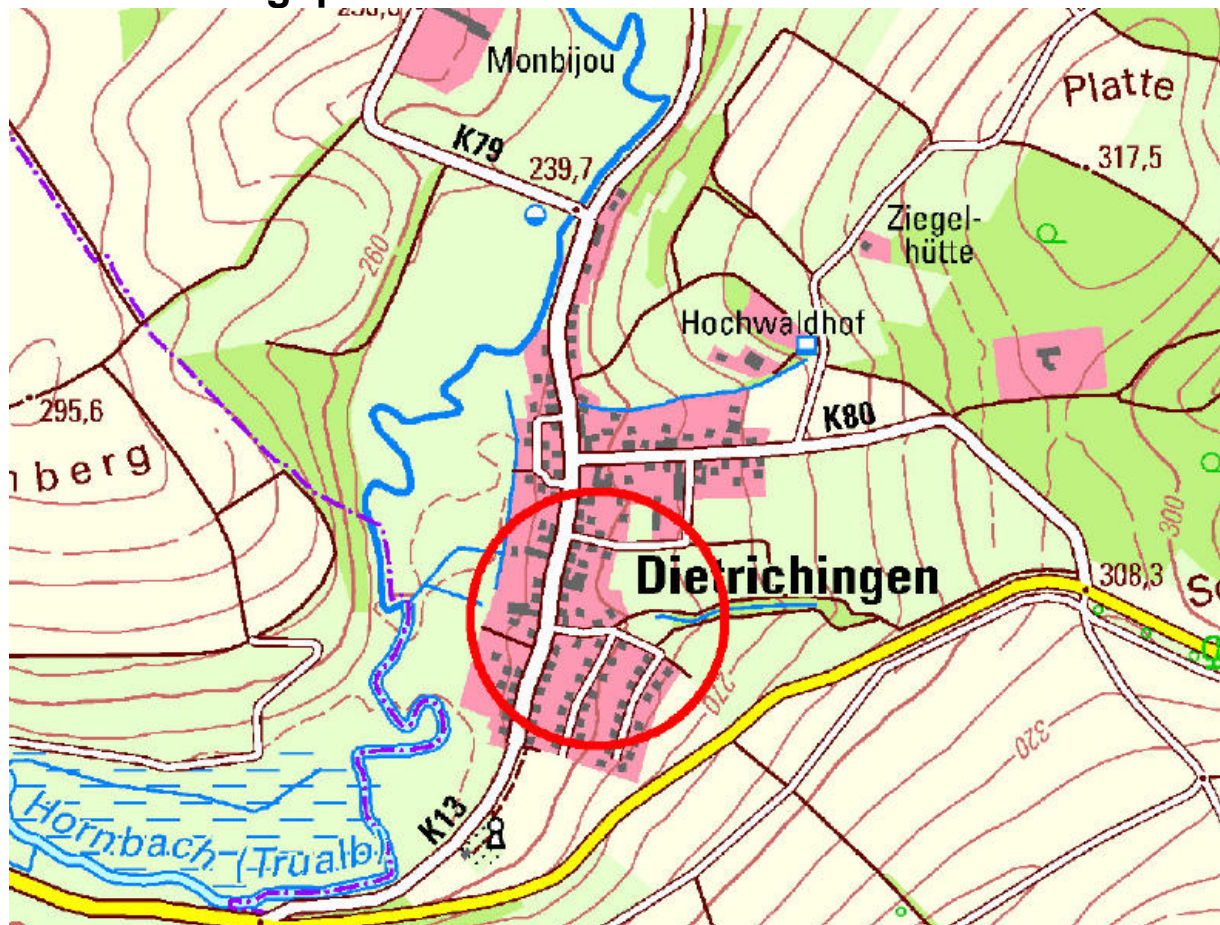 Monbijou
Platte
K79
239,7
317,5
Ziegel-
hütte
260
Hochwaldhof
295,6
K80
nberg
300
Dietrichingen
308,3
270
320
K13
Hornbach (Trualb)